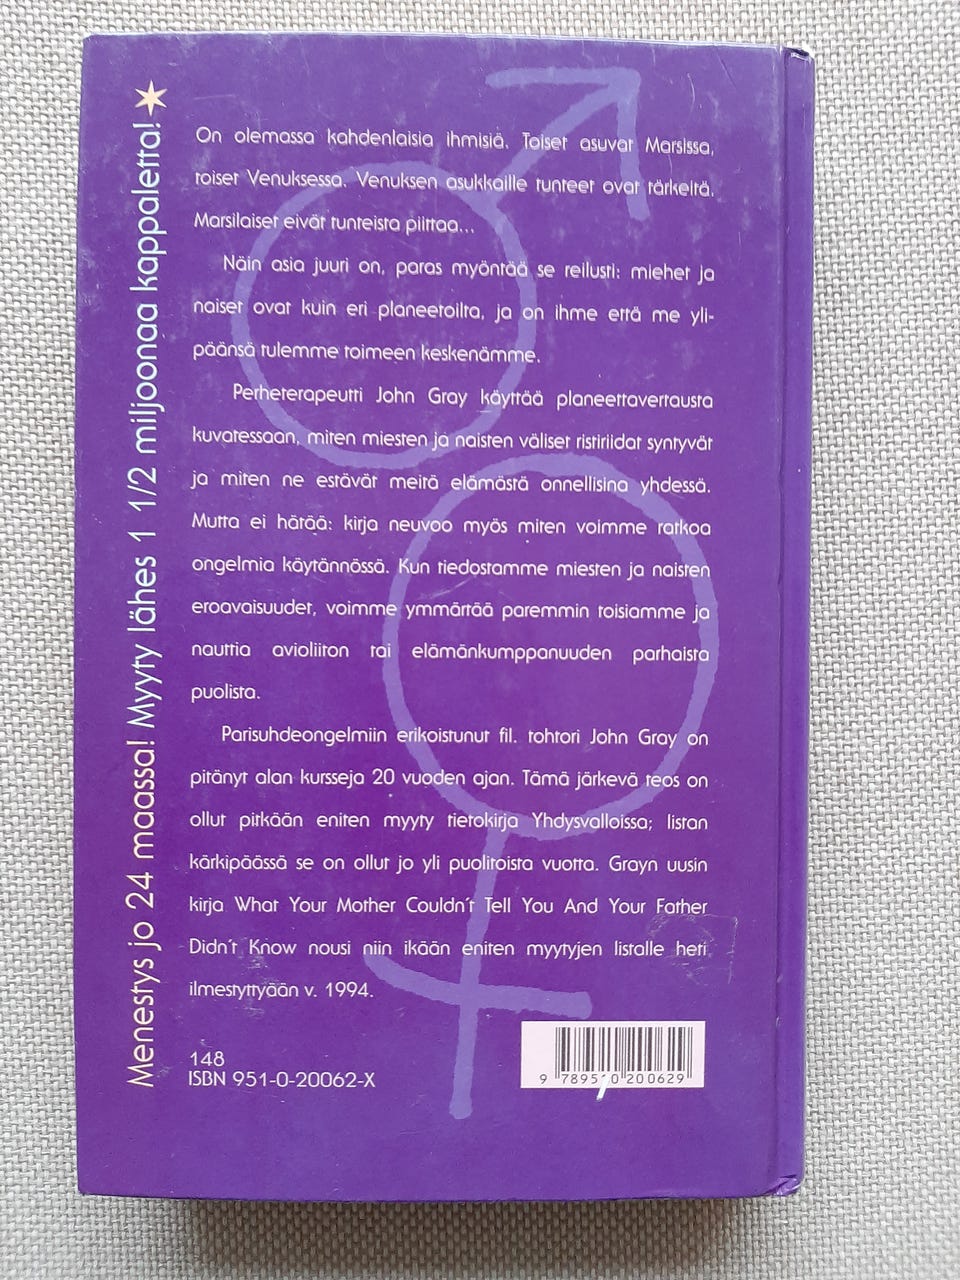 Menestys jo 24 maassa! Myyty lähes 1 1/2 miljoonaa kappaletta!
On olemassa kahdenlaisia ihmisiä. Toiset asuvat Marsissa,
toiset Venuksessa. Venuksen asukkaille tunteet ovat tärkeitä.
Marsilaiset eivät tunteista piittaa...
Näin asia juuri on, paras myöntää se reilusti: miehet ja
naiset ovat kuin eri planeetoilta, ja on ihme että me yli-
päänsä tulemme toimeen keskenämme.
Perheterapeutti John Gray käyttää planeettavertausta
kuvatessaan, miten miesten ja naisten väliset ristiriidat syntyvät
ja miten ne estävät meitä elämästä onnellisina yhdessä.
Mutta ei hätää: kirja neuvoo myös miten voimme ratkoa
ongelmia käytännössä. Kun tiedostamme miesten ja naisten
eroavaisuudet, voimme ymmärtää paremmin toisiamme ja
nauttia avioliiton tai elämänkumppanuuden parhaista
puolista.
Parisuhdeongelmiin erikoistunut fil. tohtori John Gray on
pitänyt alan kursseja 20 vuoden ajan. Tämä järkevä teos on
ollut pitkään eniten myyty tietokirja Yhdysvalloissa; listan
kärkipäässä se on ollut jo yli puolitoista vuotta. Grayn uusin
kirja What Your Mother Couldn´t Tell You And Your Father
Didn´t Know nousi niin ikään eniten myytyjen listalle heti
ilmestyttyään v. 1994.
148
ISBN 951-0-20062-X
9 789510 200629